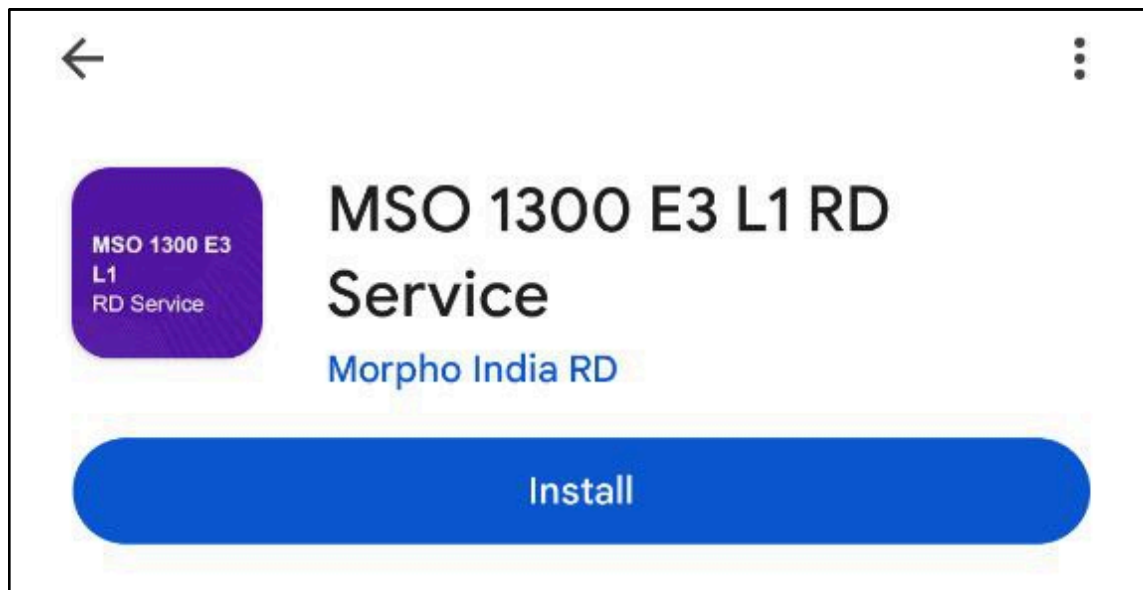 MSO 1300 E3
L1
RD Service
MSO 1300 E3 L1 RD
Service
Morpho India RD
Install